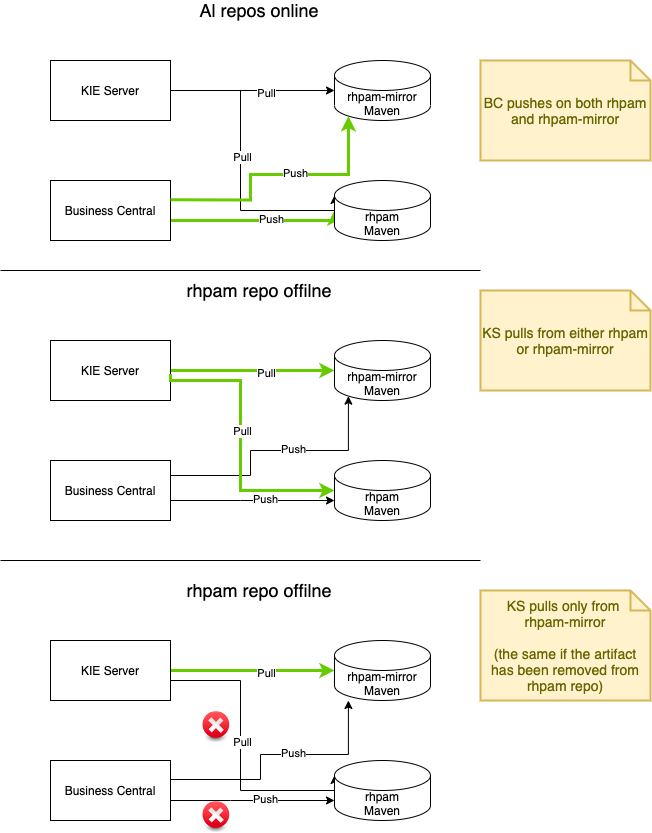 Al repos online
KIE Server
Pull
rhpam-mirror
Maven
BC pushes on both rhpam
and rhpam-mirror
Pull
Push
Business Central
Push
rhpam
Maven
rhpam repo offilne
KIE Server
Pull
rhpam-mirror
Maven
KS pulls from either rhpam
or rhpam-mirror
Pull
Push
Business Central
Push
rhpam
Maven
rhpam repo offilne
KS pulls only from
rhpam-mirror
(the same if the artifact
has been removed from
rhpam repo)
KIE Server
Pull
rhpam-mirror
Maven
Pull
Push
Business Central
Push
rhpam
Maven